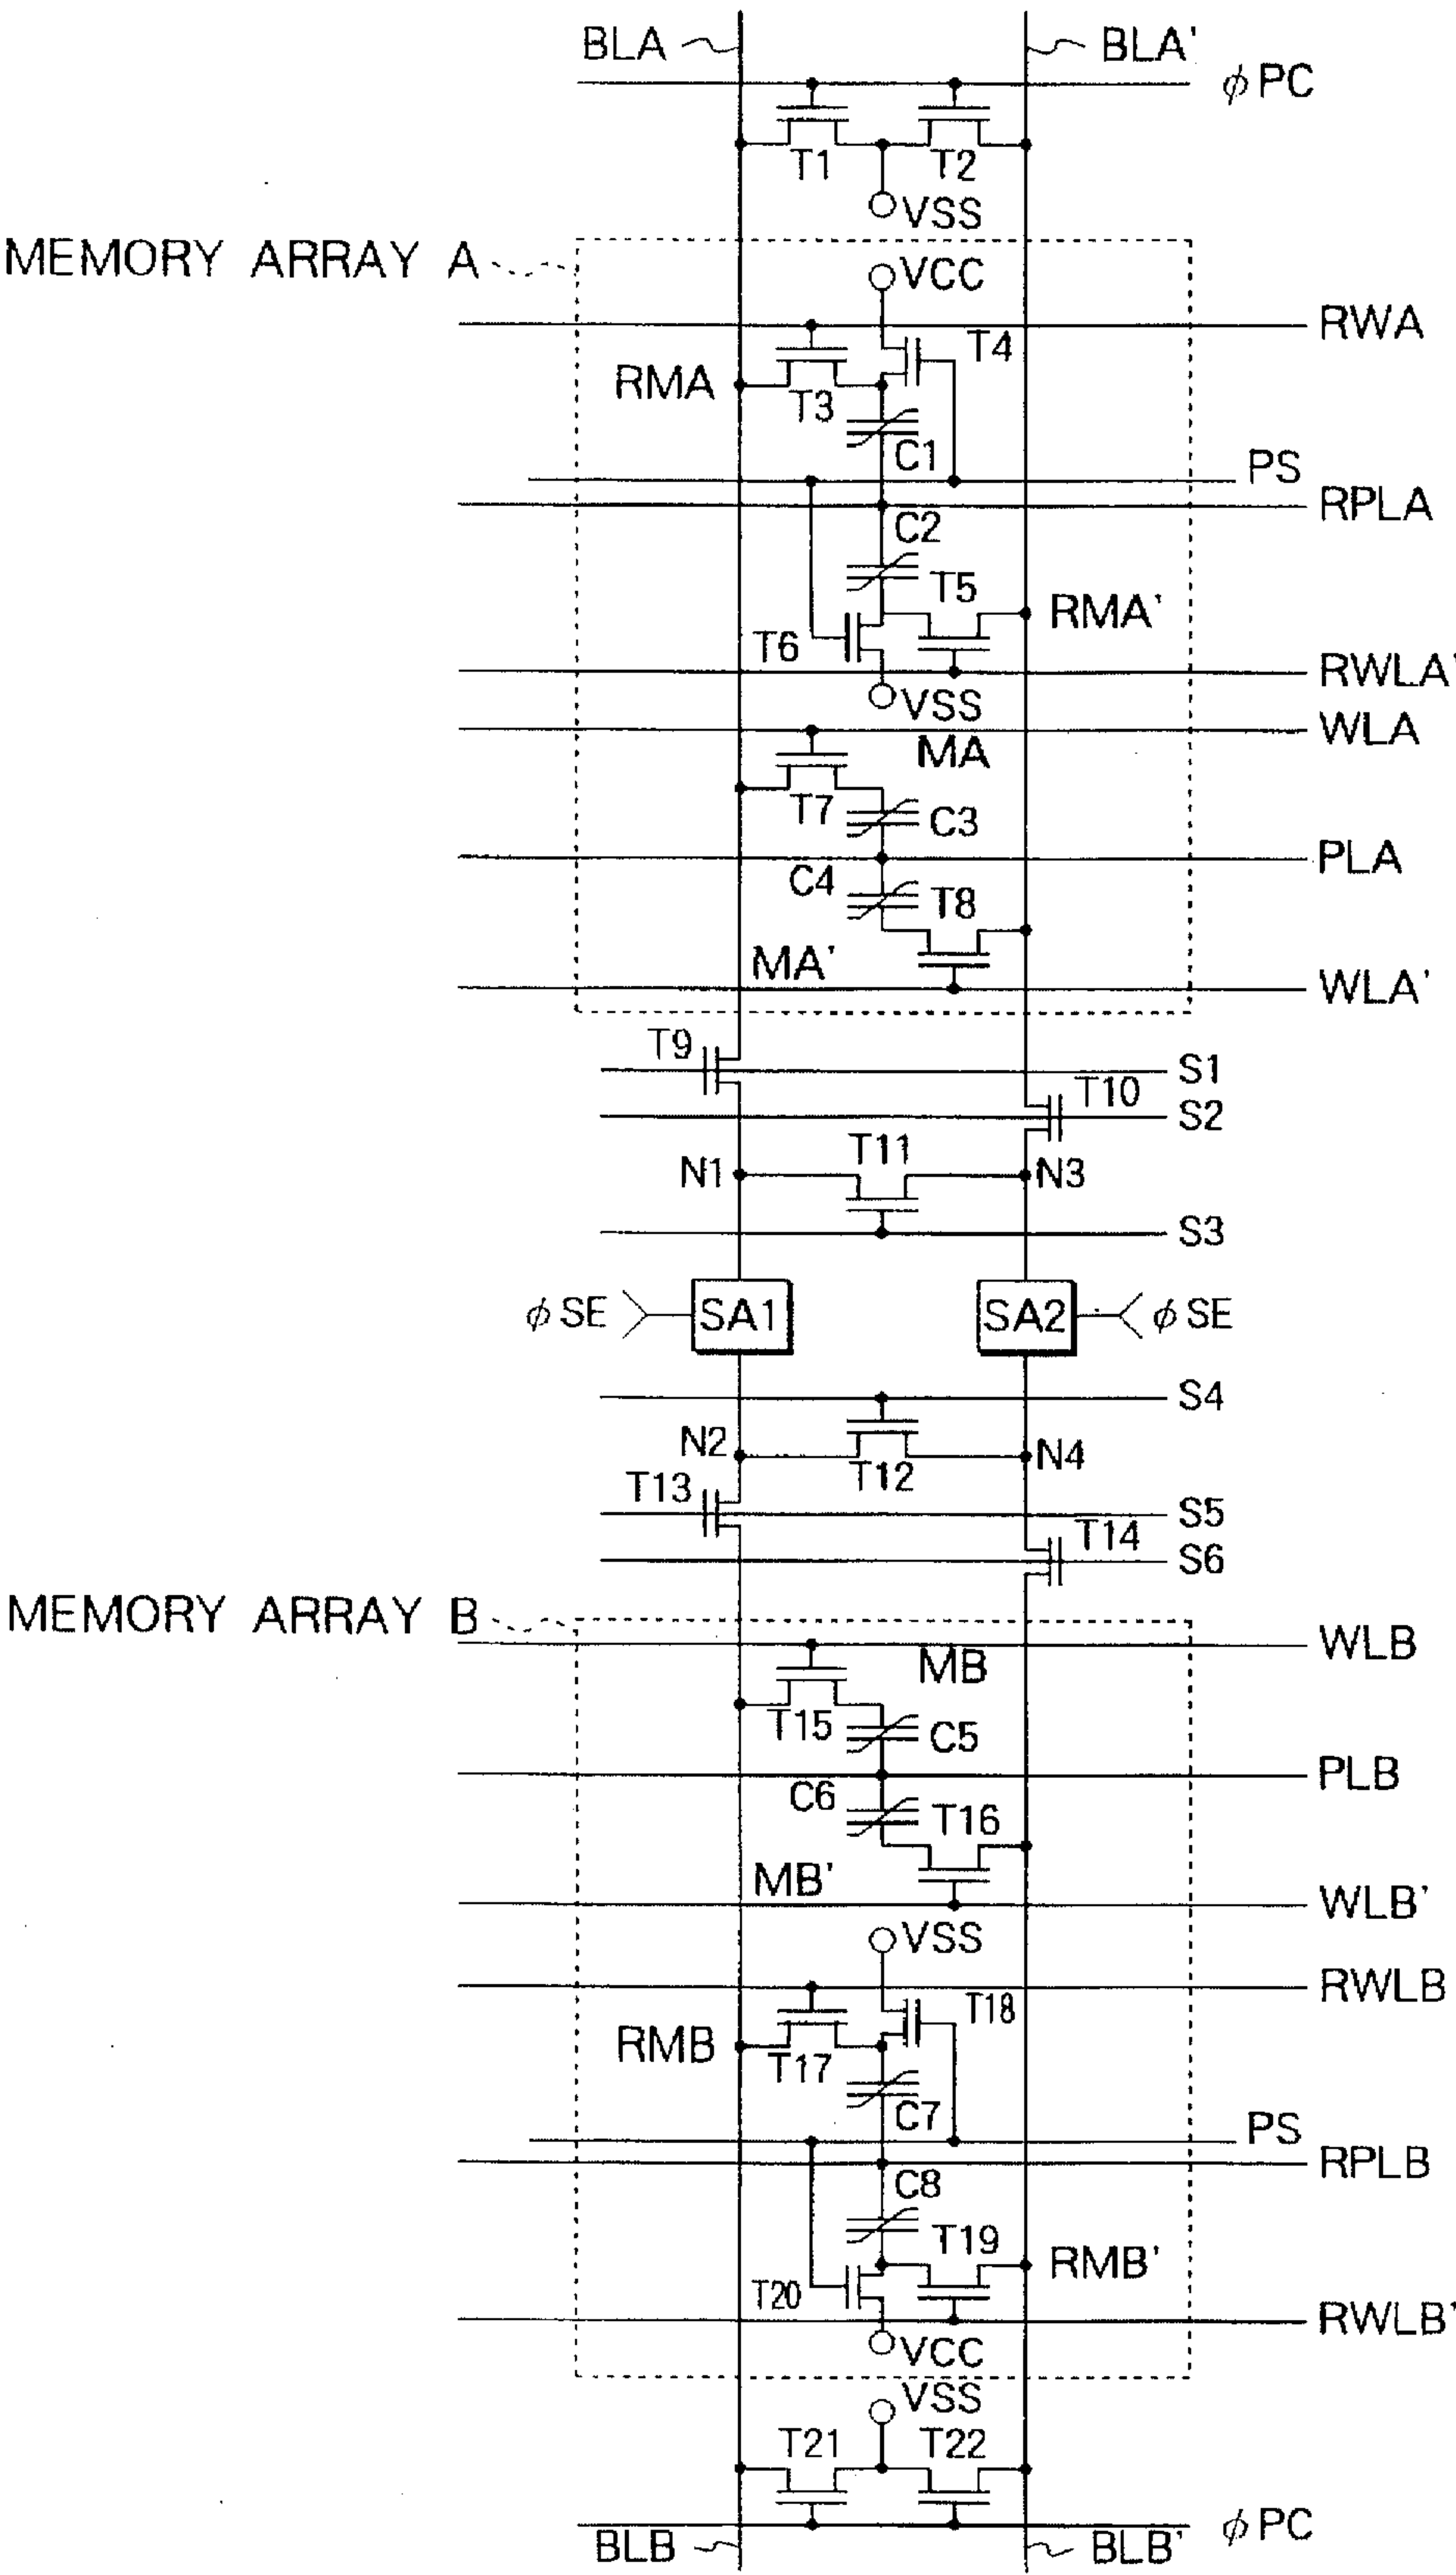 BLA BLA'
φPC
T1 T2
VSS
MEMORY ARRAY A
VCC
RWA
T4
RMA
T3
C1
PS
RPLA
C2
T5
RMA'
T6
RWLA'
VSS
WLA
MA
T7
C3
PLA
C4
T8
MA'
WLA'
T9
S1
T10
S2
T11
N1 N3
S3
φSE SA1 SA2 φSE
S4
N2 N4
T12
T13
S5
T14
S6
MEMORY ARRAY B
WLB
MB
T15
C5
PLB
C6
T16
MB'
WLB'
VSS
RWLB
T18
RMB
T17
C7
PS
RPLB
C8
T19
RMB'
T20
RWLB'
VCC
VSS
T21 T22
φPC
BLB BLB'